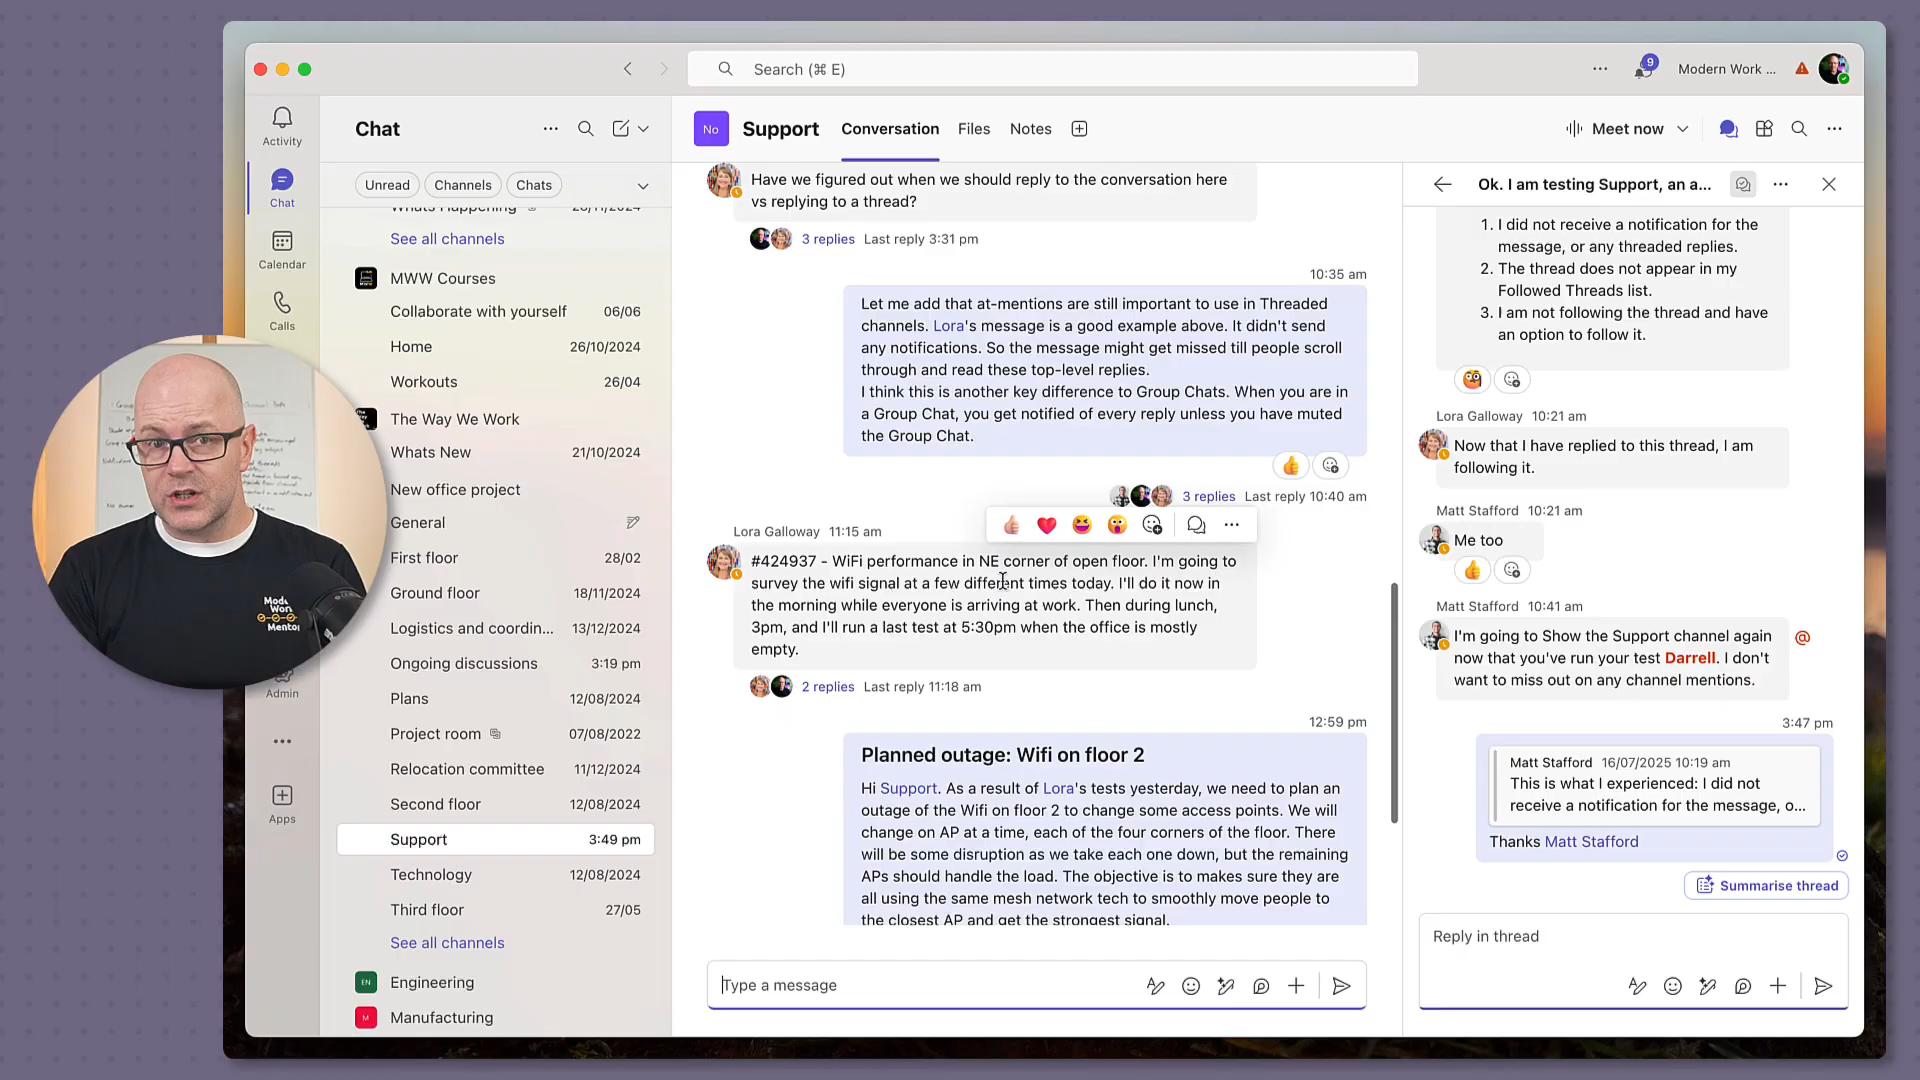 Search (⌘ E)
9
Modern Work ...
Activity
Chat
Calendar
Calls
Admin
Apps
Chat
Unread
Channels
Chats
See all channels
MWW Courses
Collaborate with yourself 06/06
Home 26/10/2024
Workouts 26/04
The Way We Work
Whats New 21/10/2024
New office project
General
First floor 28/02
Ground floor 18/11/2024
Logistics and coordin... 13/12/2024
Ongoing discussions 3:19 pm
Plans 12/08/2024
Project room 07/08/2022
Relocation committee 11/12/2024
Second floor 12/08/2024
Support 3:49 pm
Technology 12/08/2024
Third floor 27/05
See all channels
EN Engineering
M Manufacturing
No Support Conversation Files Notes
Meet now
Have we figured out when we should reply to the conversation here
vs replying to a thread?
3 replies Last reply 3:31 pm
10:35 am
Let me add that at-mentions are still important to use in Threaded
channels. Lora's message is a good example above. It didn't send
any notifications. So the message might get missed till people scroll
through and read these top-level replies.
I think this is another key difference to Group Chats. When you are in
a Group Chat, you get notified of every reply unless you have muted
the Group Chat.
3 replies Last reply 10:40 am
Lora Galloway 11:15 am
#424937 - WiFi performance in NE corner of open floor. I'm going to
survey the wifi signal at a few different times today. I'll do it now in
the morning while everyone is arriving at work. Then during lunch,
3pm, and I'll run a last test at 5:30pm when the office is mostly
empty.
2 replies Last reply 11:18 am
12:59 pm
Planned outage: Wifi on floor 2
Hi Support. As a result of Lora's tests yesterday, we need to plan an
outage of the Wifi on floor 2 to change some access points. We will
change on AP at a time, each of the four corners of the floor. There
will be some disruption as we take each one down, but the remaining
APs should handle the load. The objective is to makes sure they are
all using the same mesh network tech to smoothly move people to
the closest AP and get the strongest signal.
Type a message
Ok. I am testing Support, an a...
1. I did not receive a notification for the
message, or any threaded replies.
2. The thread does not appear in my
Followed Threads list.
3. I am not following the thread and have
an option to follow it.
Lora Galloway 10:21 am
Now that I have replied to this thread, I am
following it.
Matt Stafford 10:21 am
Me too
Matt Stafford 10:41 am
I'm going to Show the Support channel again
now that you've run your test Darrell. I don't
want to miss out on any channel mentions.
@
3:47 pm
Matt Stafford 16/07/2025 10:19 am
This is what I experienced: I did not
receive a notification for the message, o...
Thanks Matt Stafford
Summarise thread
Reply in thread